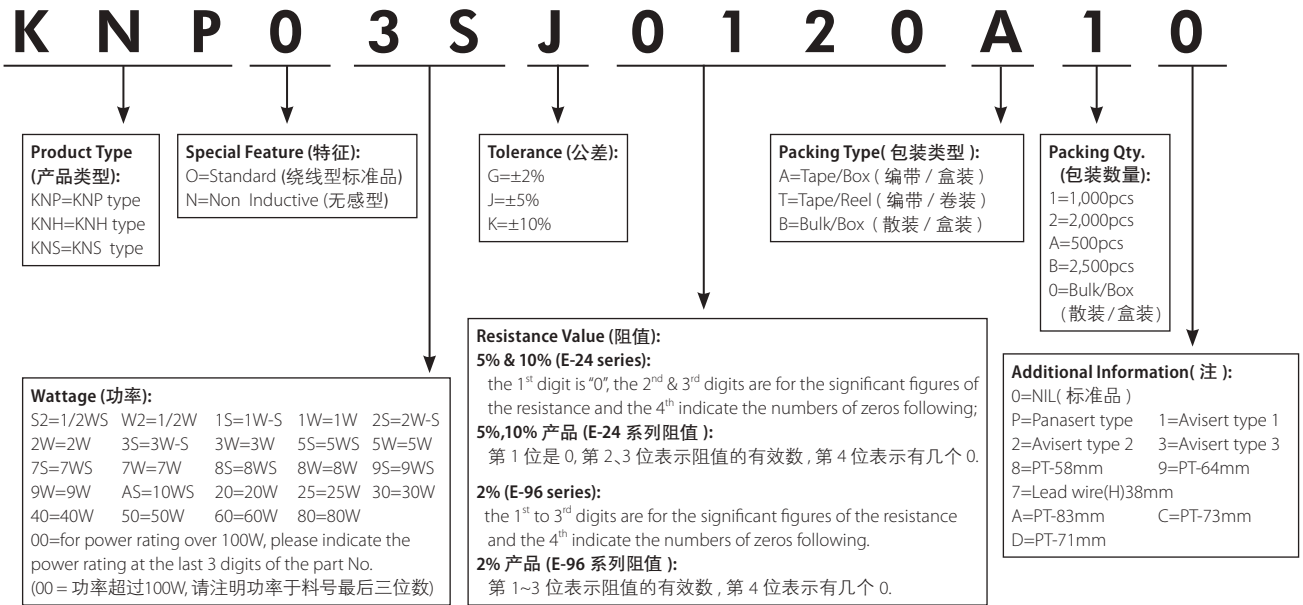 K N P 0 3 S J 0 1 2 0 A 1 0
Product Type
(产品类型):
KNP=KNP type
KNH=KNH type
KNS=KNS type
Special Feature (特征):
O=Standard (绕线型标准品)
N=Non Inductive (无感型)
Tolerance (公差):
G=±2%
J=±5%
K=±10%
Packing Type( 包装类型 ):
A=Tape/Box ( 编带 / 盒装 )
T=Tape/Reel ( 编带 / 卷装 )
B=Bulk/Box ( 散装 / 盒装 )
Packing Qty.
(包装数量):
1=1,000pcs
2=2,000pcs
A=500pcs
B=2,500pcs
0=Bulk/Box
(散装/盒装)
Wattage (功率):
S2=1/2WS W2=1/2W 1S=1W-S 1W=1W 2S=2W-S
2W=2W 3S=3W-S 3W=3W 5S=5WS 5W=5W
7S=7WS 7W=7W 8S=8WS 8W=8W 9S=9WS
9W=9W AS=10WS 20=20W 25=25W 30=30W
40=40W 50=50W 60=60W 80=80W
00=for power rating over 100W, please indicate the
power rating at the last 3 digits of the part No.
(00 = 功率超过100W, 请注明功率于料号最后三位数)
Resistance Value (阻值):
5% & 10% (E-24 series):
the 1st digit is “0”, the 2nd & 3rd digits are for the significant figures of
the resistance and the 4th indicate the numbers of zeros following;
5%,10% 产品 (E-24 系列阻值 ):
第 1 位是 0, 第 2、3 位表示阻值的有效数 , 第 4 位表示有几个 0.
2% (E-96 series):
the 1st to 3rd digits are for the significant figures of the resistance
and the 4th indicate the numbers of zeros following.
2% 产品 (E-96 系列阻值 ):
第 1~3 位表示阻值的有效数 , 第 4 位表示有几个 0.
Additional Information( 注 ):
0=NIL( 标准品 )
P=Panasert type 1=Avisert type 1
2=Avisert type 2 3=Avisert type 3
8=PT-58mm 9=PT-64mm
7=Lead wire(H)38mm
A=PT-83mm C=PT-73mm
D=PT-71mm